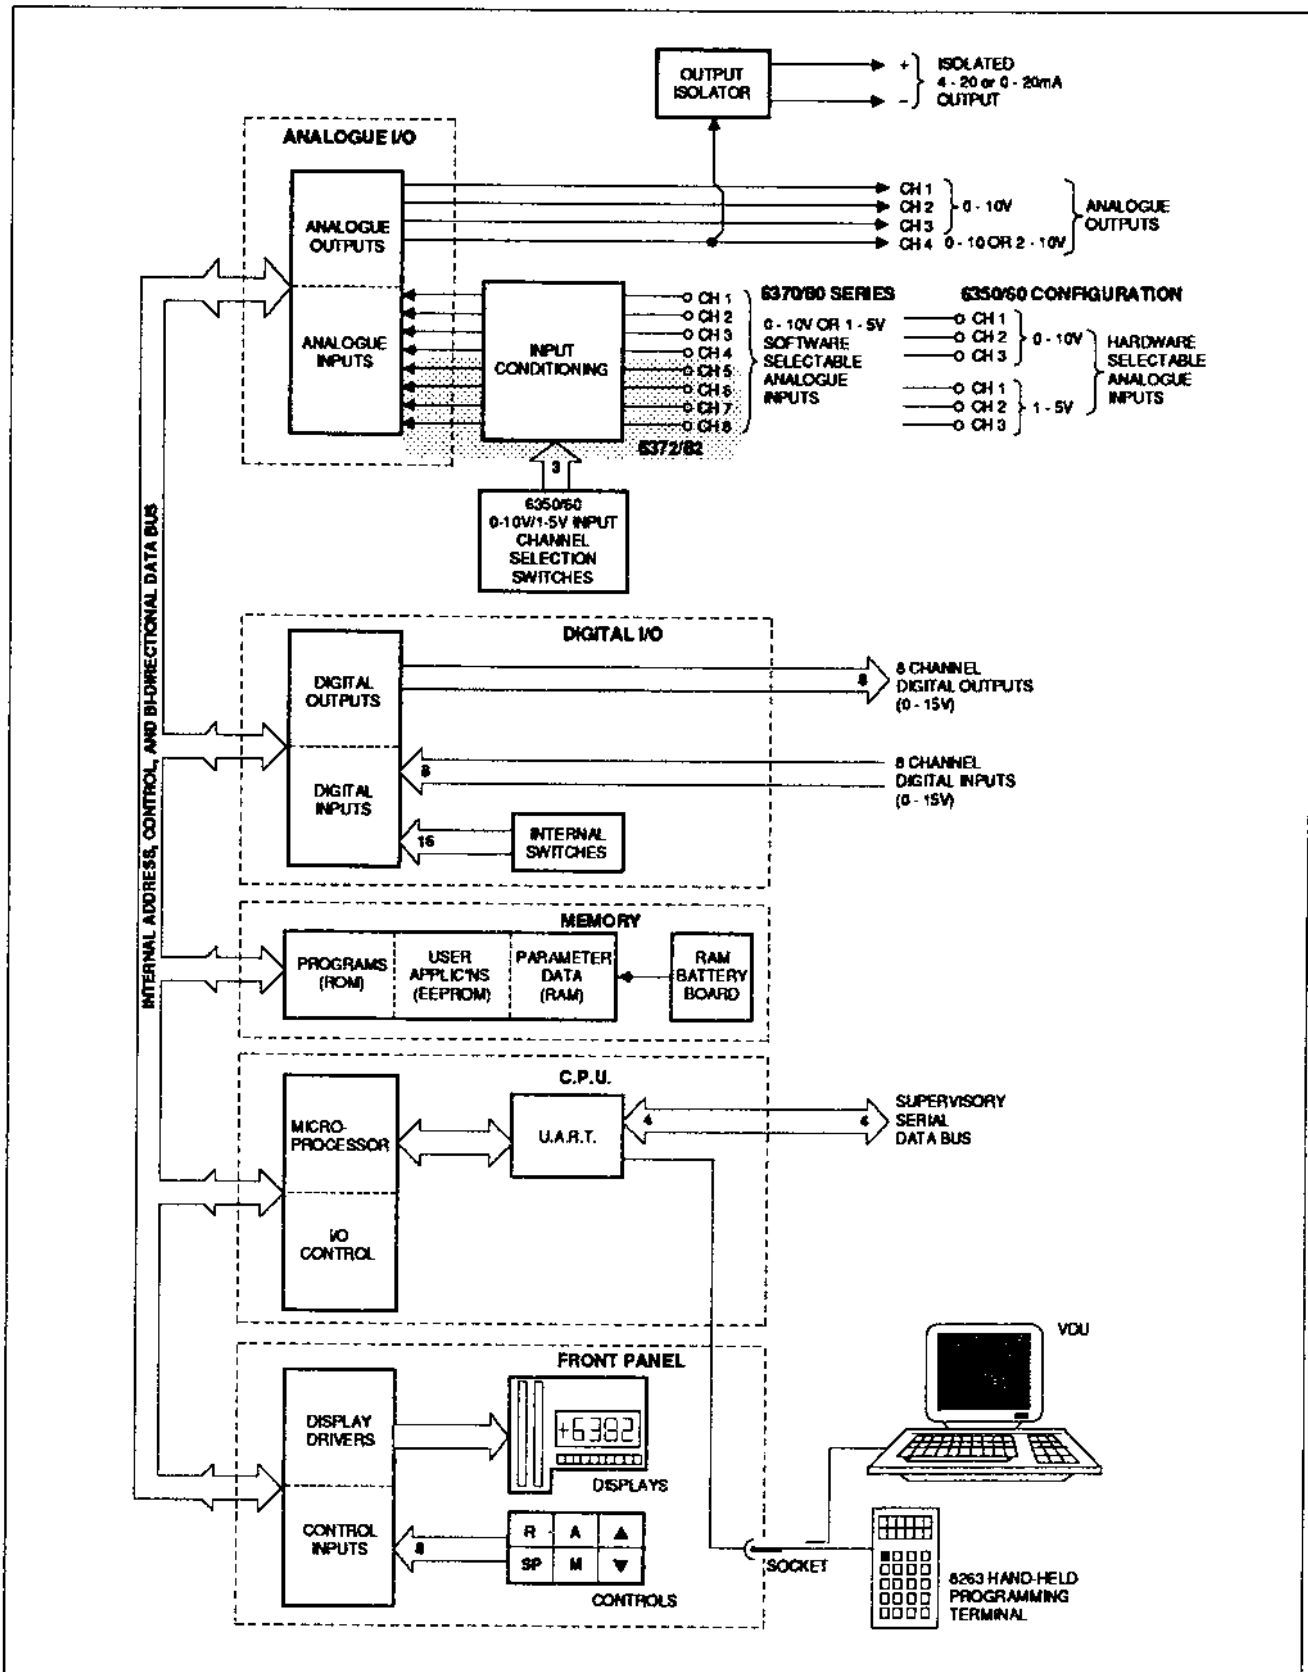 OUTPUT
ISOLATOR
+
-
ISOLATED
4 - 20 or 0 - 20mA
OUTPUT
ANALOGUE I/O
ANALOGUE
OUTPUTS
ANALOGUE
INPUTS
CH 1
CH 2
CH 3
CH 4
0 - 10V
0 - 10 OR 2 - 10V
ANALOGUE
OUTPUTS
INPUT
CONDITIONING
CH 1
CH 2
CH 3
CH 4
CH 5
CH 6
CH 7
CH 8
6372/82
6370/80 SERIES
0 - 10V OR 1 - 5V
SOFTWARE
SELECTABLE
ANALOGUE
INPUTS
6350/60 CONFIGURATION
CH 1
CH 2
CH 3
0 - 10V
CH 1
CH 2
CH 3
1 - 5V
HARDWARE
SELECTABLE
ANALOGUE
INPUTS
3
6350/60
0-10V/1-5V INPUT
CHANNEL
SELECTION
SWITCHES
INTERNAL ADDRESS, CONTROL, AND BI-DIRECTIONAL DATA BUS
DIGITAL I/O
DIGITAL
OUTPUTS
DIGITAL
INPUTS
8
8 CHANNEL
DIGITAL OUTPUTS
(0 - 15V)
8
8 CHANNEL
DIGITAL INPUTS
(0 - 15V)
16
INTERNAL
SWITCHES
MEMORY
PROGRAMS
(ROM)
USER
APPLIC'NS
(EEPROM)
PARAMETER
DATA
(RAM)
RAM
BATTERY
BOARD
C.P.U.
MICRO-
PROCESSOR
I/O
CONTROL
U.A.R.T.
4
4
SUPERVISORY
SERIAL
DATA BUS
FRONT PANEL
DISPLAY
DRIVERS
CONTROL
INPUTS
+6382
DISPLAYS
8
R A ▲
SP M ▼
CONTROLS
SOCKET
VDU
8263 HAND-HELD
PROGRAMMING
TERMINAL